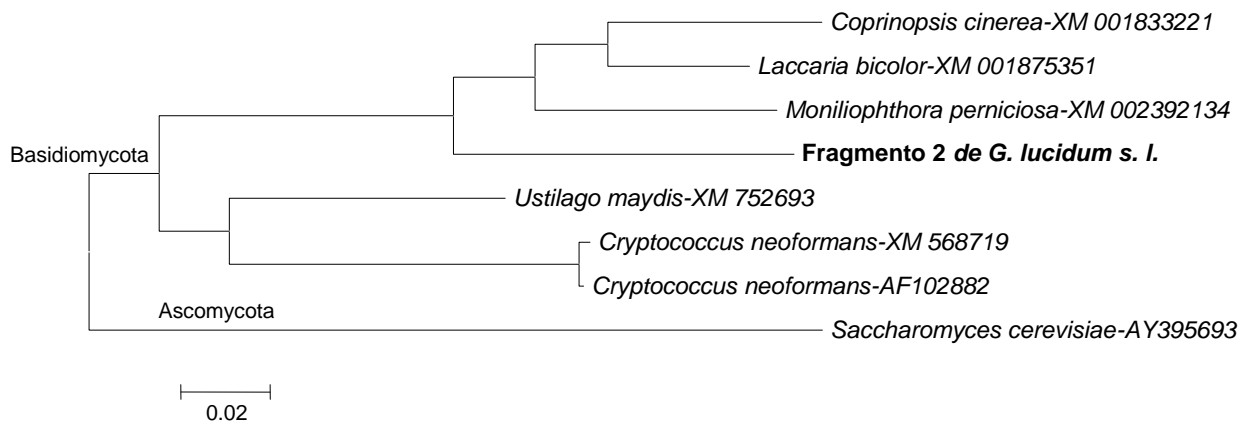 Coprinopsis cinerea-XM 001833221
Laccaria bicolor-XM 001875351
Moniliophthora perniciosa-XM 002392134
Basidiomycota
Fragmento 2 de G. lucidum s. l.
Ustilago maydis-XM 752693
Cryptococcus neoformans-XM 568719
Cryptococcus neoformans-AF102882
Ascomycota
Saccharomyces cerevisiae-AY395693
0.02